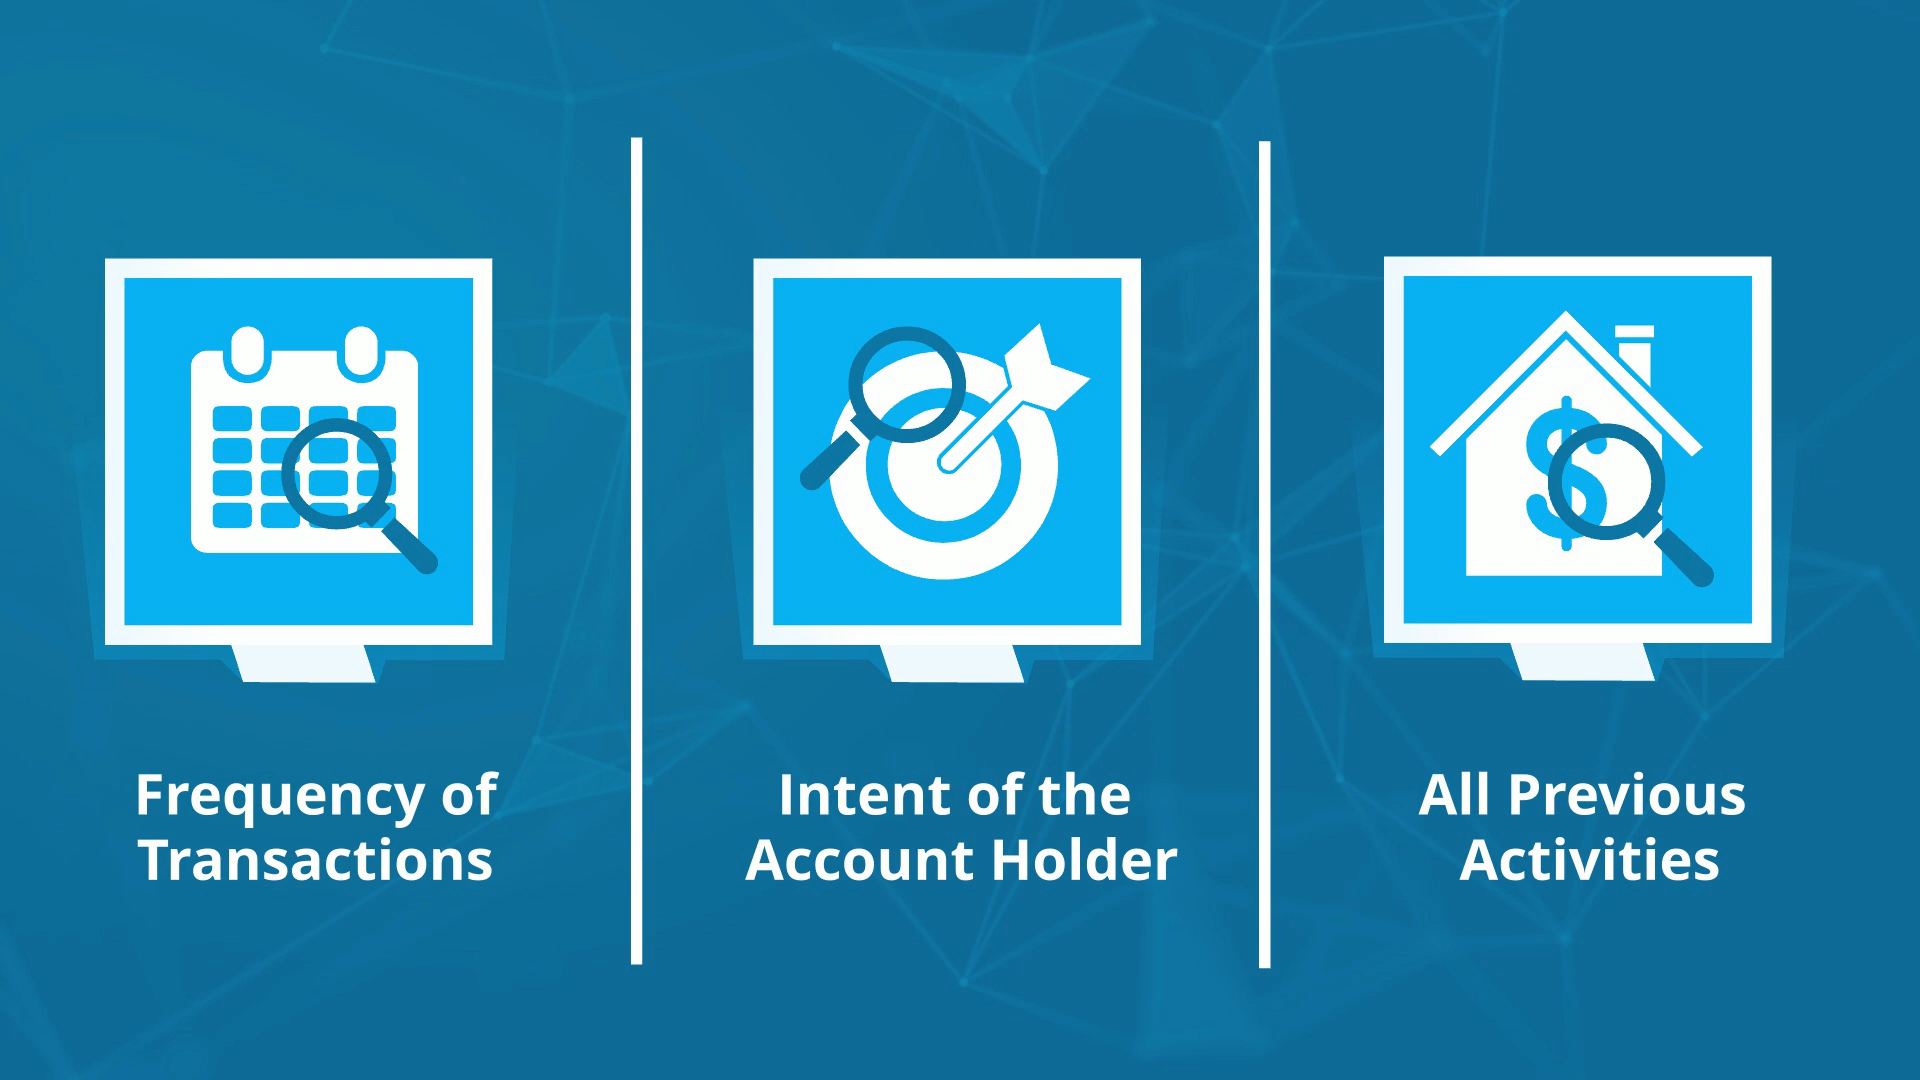 Frequency of
Transactions
Intent of the
Account Holder
All Previous
Activities